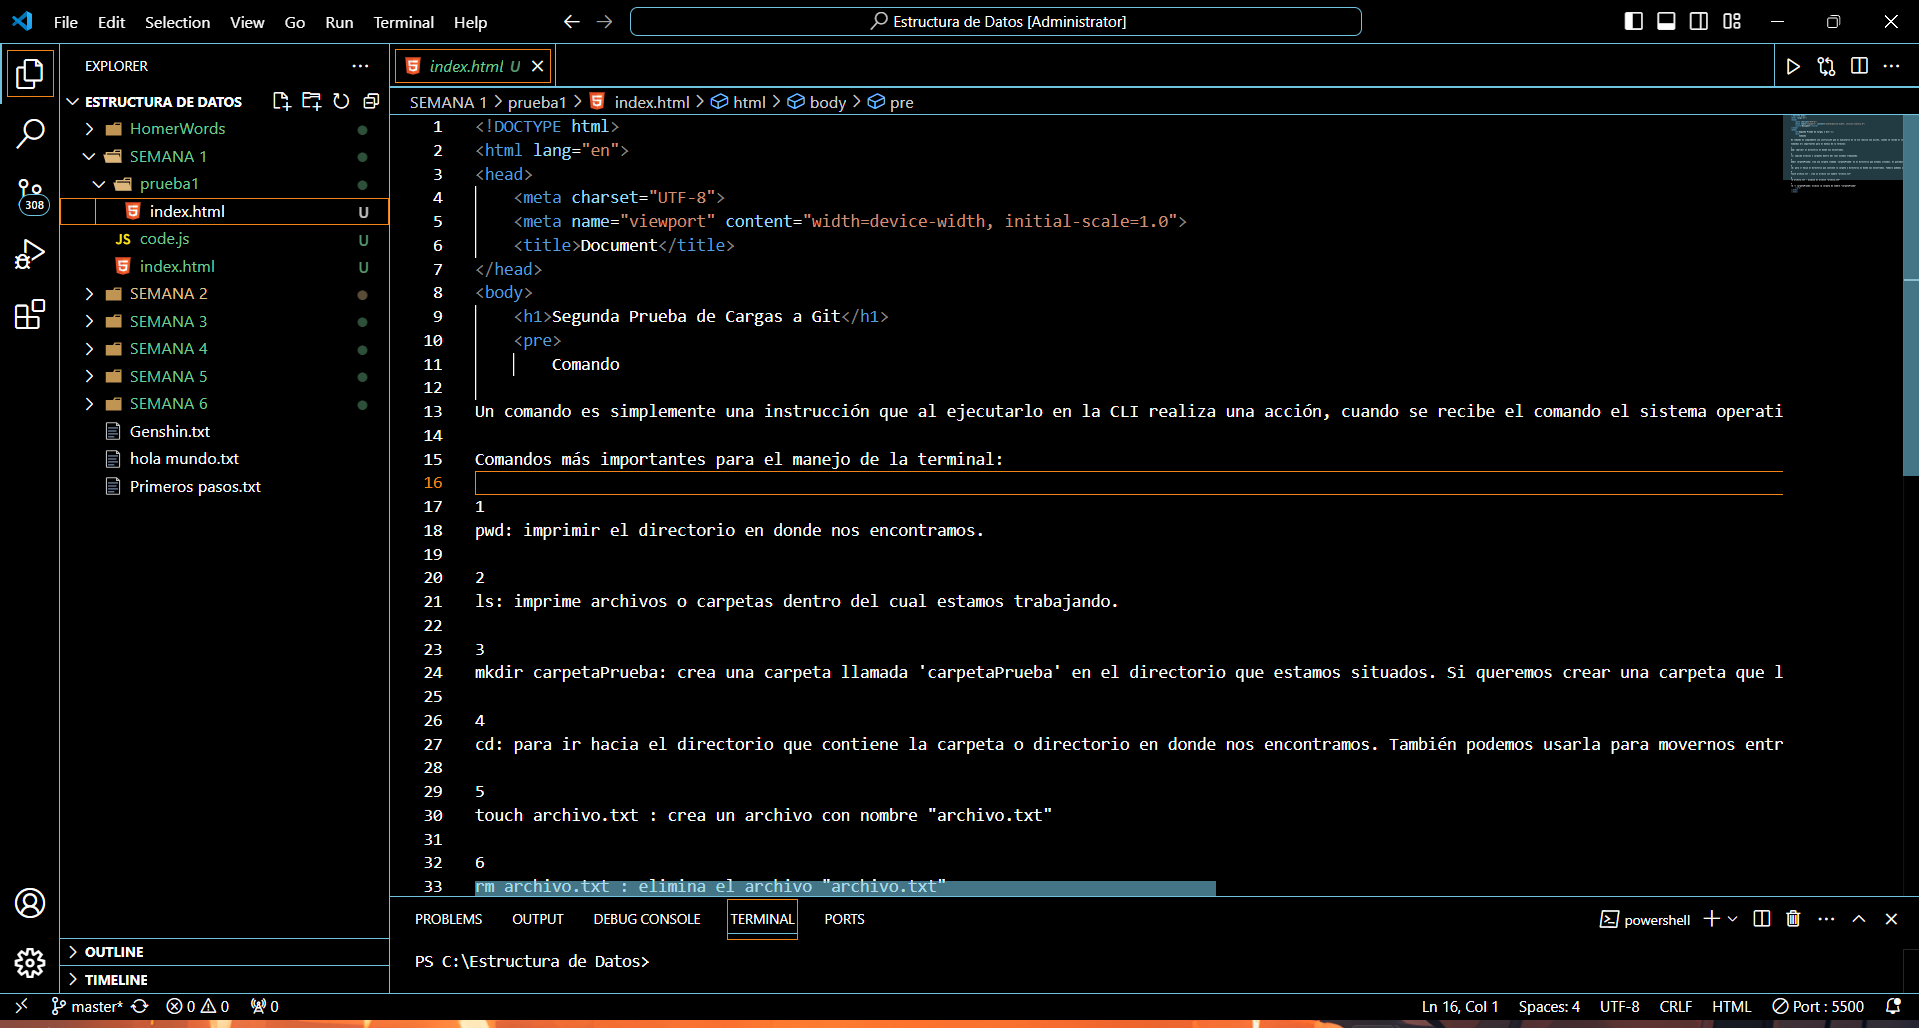 File Edit Selection View Go Run Terminal Help
Estructura de Datos [Administrator]
EXPLORER
ESTRUCTURA DE DATOS
HomerWords
SEMANA 1
prueba1
index.html U
JS code.js U
index.html U
SEMANA 2
SEMANA 3
SEMANA 4
SEMANA 5
SEMANA 6
Genshin.txt
hola mundo.txt
Primeros pasos.txt
308
OUTLINE
TIMELINE
index.html U
SEMANA 1 > prueba1 > index.html > html > body > pre
1 <!DOCTYPE html>
2 <html lang="en">
3 <head>
4 <meta charset="UTF-8">
5 <meta name="viewport" content="width=device-width, initial-scale=1.0">
6 <title>Document</title>
7 </head>
8 <body>
9 <h1>Segunda Prueba de Cargas a Git</h1>
10 <pre>
11 Comando
12
13 Un comando es simplemente una instrucción que al ejecutarlo en la CLI realiza una acción, cuando se recibe el comando el sistema operati
14
15 Comandos más importantes para el manejo de la terminal:
16
17 1
18 pwd: imprimir el directorio en donde nos encontramos.
19
20 2
21 ls: imprime archivos o carpetas dentro del cual estamos trabajando.
22
23 3
24 mkdir carpetaPrueba: crea una carpeta llamada 'carpetaPrueba' en el directorio que estamos situados. Si queremos crear una carpeta que l
25
26 4
27 cd: para ir hacia el directorio que contiene la carpeta o directorio en donde nos encontramos. También podemos usarla para movernos entr
28
29 5
30 touch archivo.txt : crea un archivo con nombre "archivo.txt"
31
32 6
33 rm archivo.txt : elimina el archivo "archivo.txt"
PROBLEMS OUTPUT DEBUG CONSOLE TERMINAL PORTS
powershell
PS C:\Estructura de Datos>
master* 0 0 0
Ln 16, Col 1 Spaces: 4 UTF-8 CRLF HTML Port : 5500